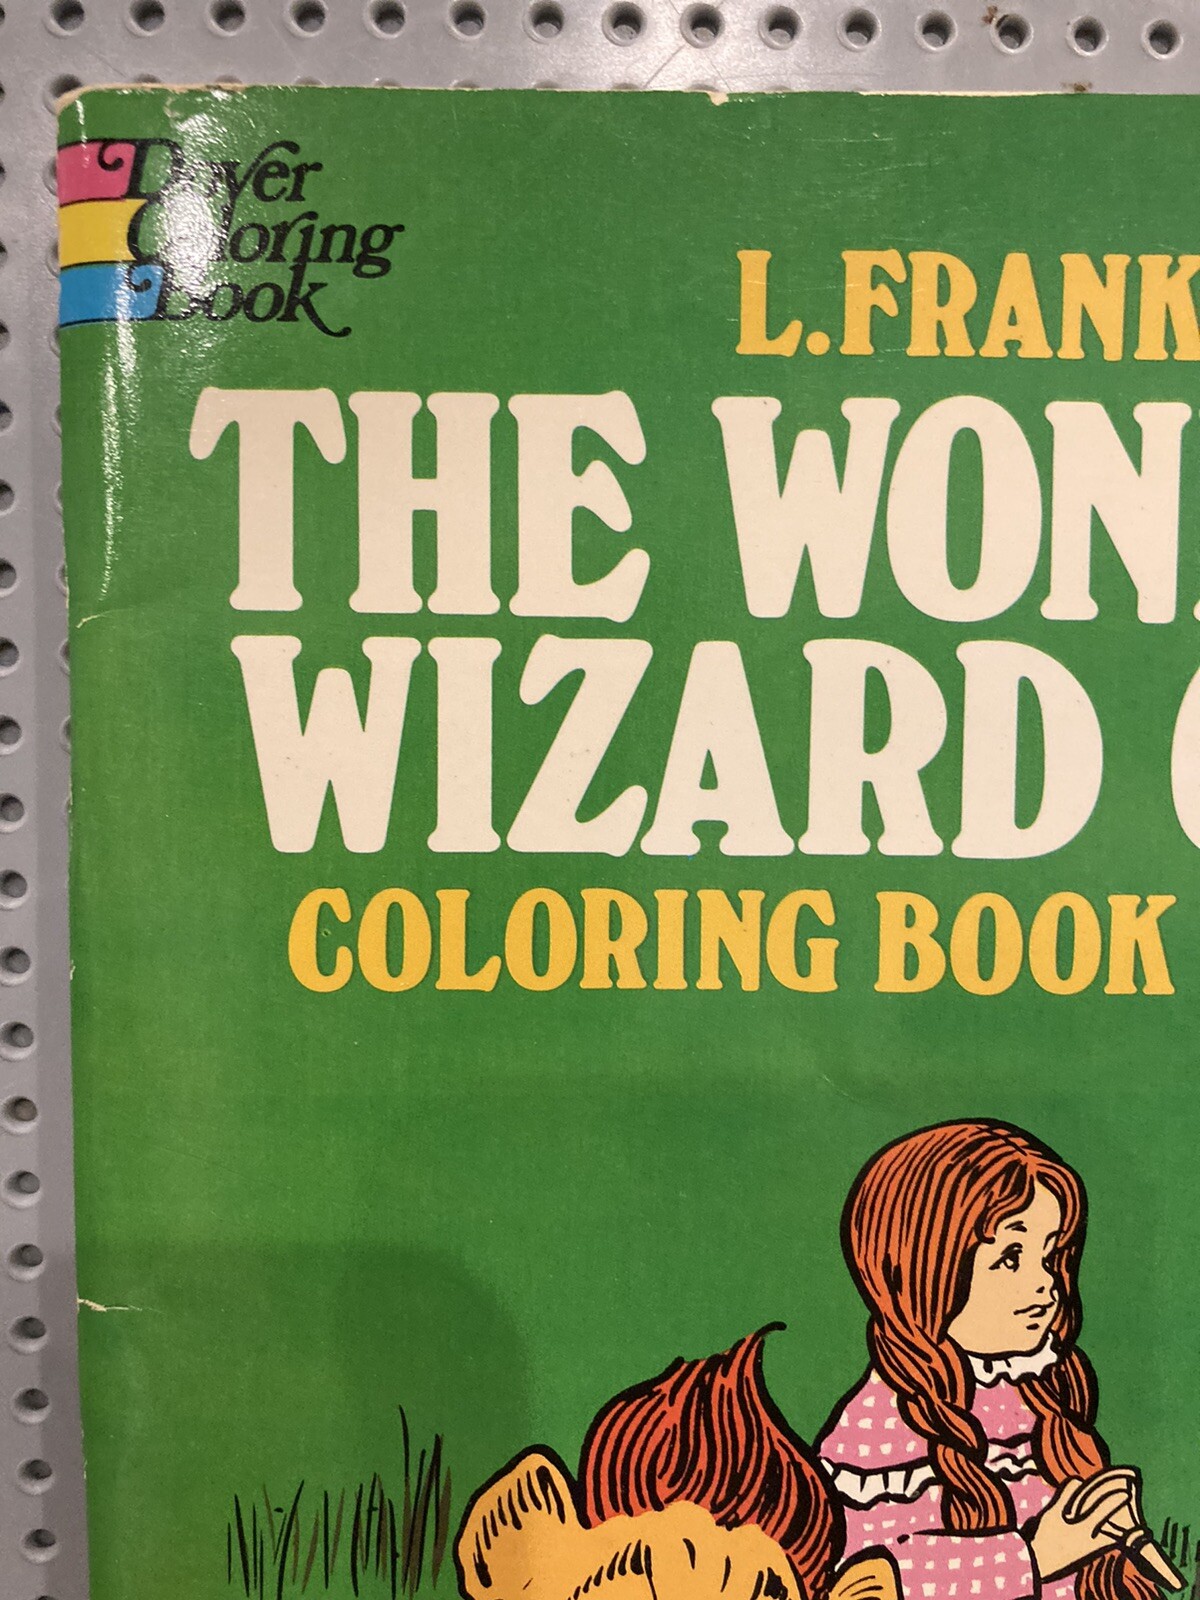 Dover
Coloring
Book
L. FRANK
THE WON
WIZARD
COLORING BOOK